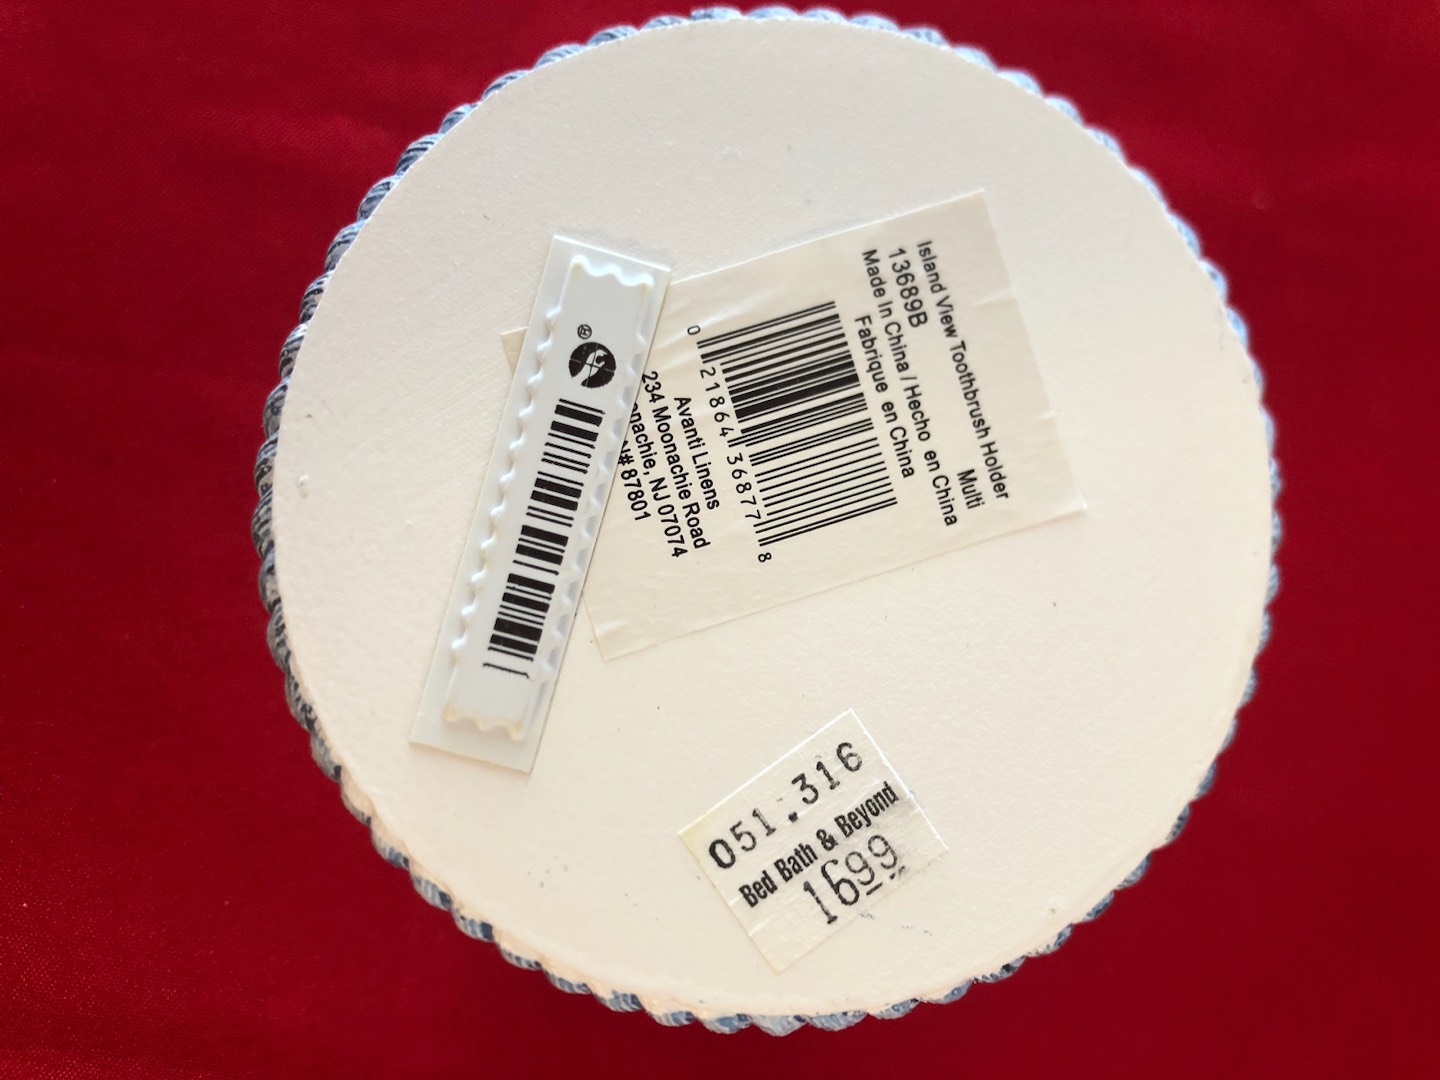 Island View Toothbrush Holder
Multi
13689B
Made In China / Hecho en China
Fabrique en China
0 21864 36877 8
Avanti Linens
234 Moonachie Road
NJ 07074
87801
®
051.316
Bed Bath & Beyond
1699